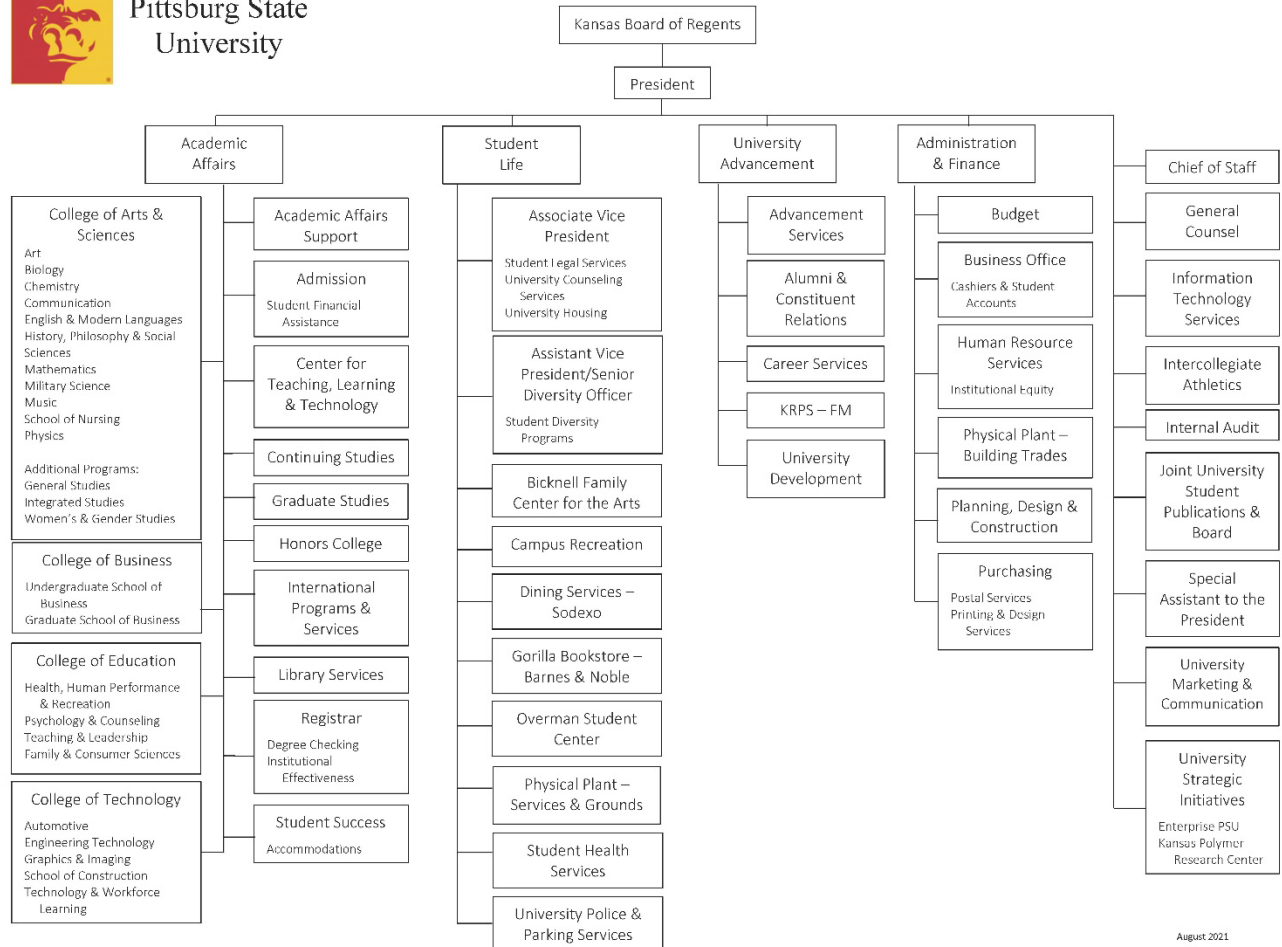 Pittsburg State
University
Kansas Board of Regents
President
Academic
Affairs
Student
Life
University
Advancement
Administration
& Finance
College of Arts &
Sciences
Art
Biology
Chemistry
Communication
English & Modern Languages
History, Philosophy & Social
Sciences
Mathematics
Military Science
Music
School of Nursing
Physics
Additional Programs:
General Studies
Integrated Studies
Women's & Gender Studies
College of Business
Undergraduate School of
Business
Graduate School of Business
College of Education
Health, Human Performance
& Recreation
Psychology & Counseling
Teaching & Leadership
Family & Consumer Sciences
College of Technology
Automotive
Engineering Technology
Graphics & Imaging
School of Construction
Technology & Workforce
Learning
Academic Affairs
Support
Admission
Student Financial
Assistance
Center for
Teaching, Learning
& Technology
Continuing Studies
Graduate Studies
Honors College
International
Programs &
Services
Library Services
Registrar
Degree Checking
Institutional
Effectiveness
Student Success
Accommodations
Associate Vice
President
Student Legal Services
University Counseling
Services
University Housing
Assistant Vice
President/Senior
Diversity Officer
Student Diversity
Programs
Bicknell Family
Center for the Arts
Campus Recreation
Dining Services –
Sodexo
Gorilla Bookstore –
Barnes & Noble
Overman Student
Center
Physical Plant –
Services & Grounds
Student Health
Services
University Police &
Parking Services
Advancement
Services
Alumni &
Constituent
Relations
Career Services
KRPS – FM
University
Development
Budget
Business Office
Cashiers & Student
Accounts
Human Resource
Services
Institutional Equity
Physical Plant –
Building Trades
Planning, Design &
Construction
Purchasing
Postal Services
Printing & Design
Services
Chief of Staff
General
Counsel
Information
Technology
Services
Intercollegiate
Athletics
Internal Audit
Joint University
Student
Publications &
Board
Special
Assistant to the
President
University
Marketing &
Communication
University
Strategic
Initiatives
Enterprise PSU
Kansas Polymer
Research Center
August 2021